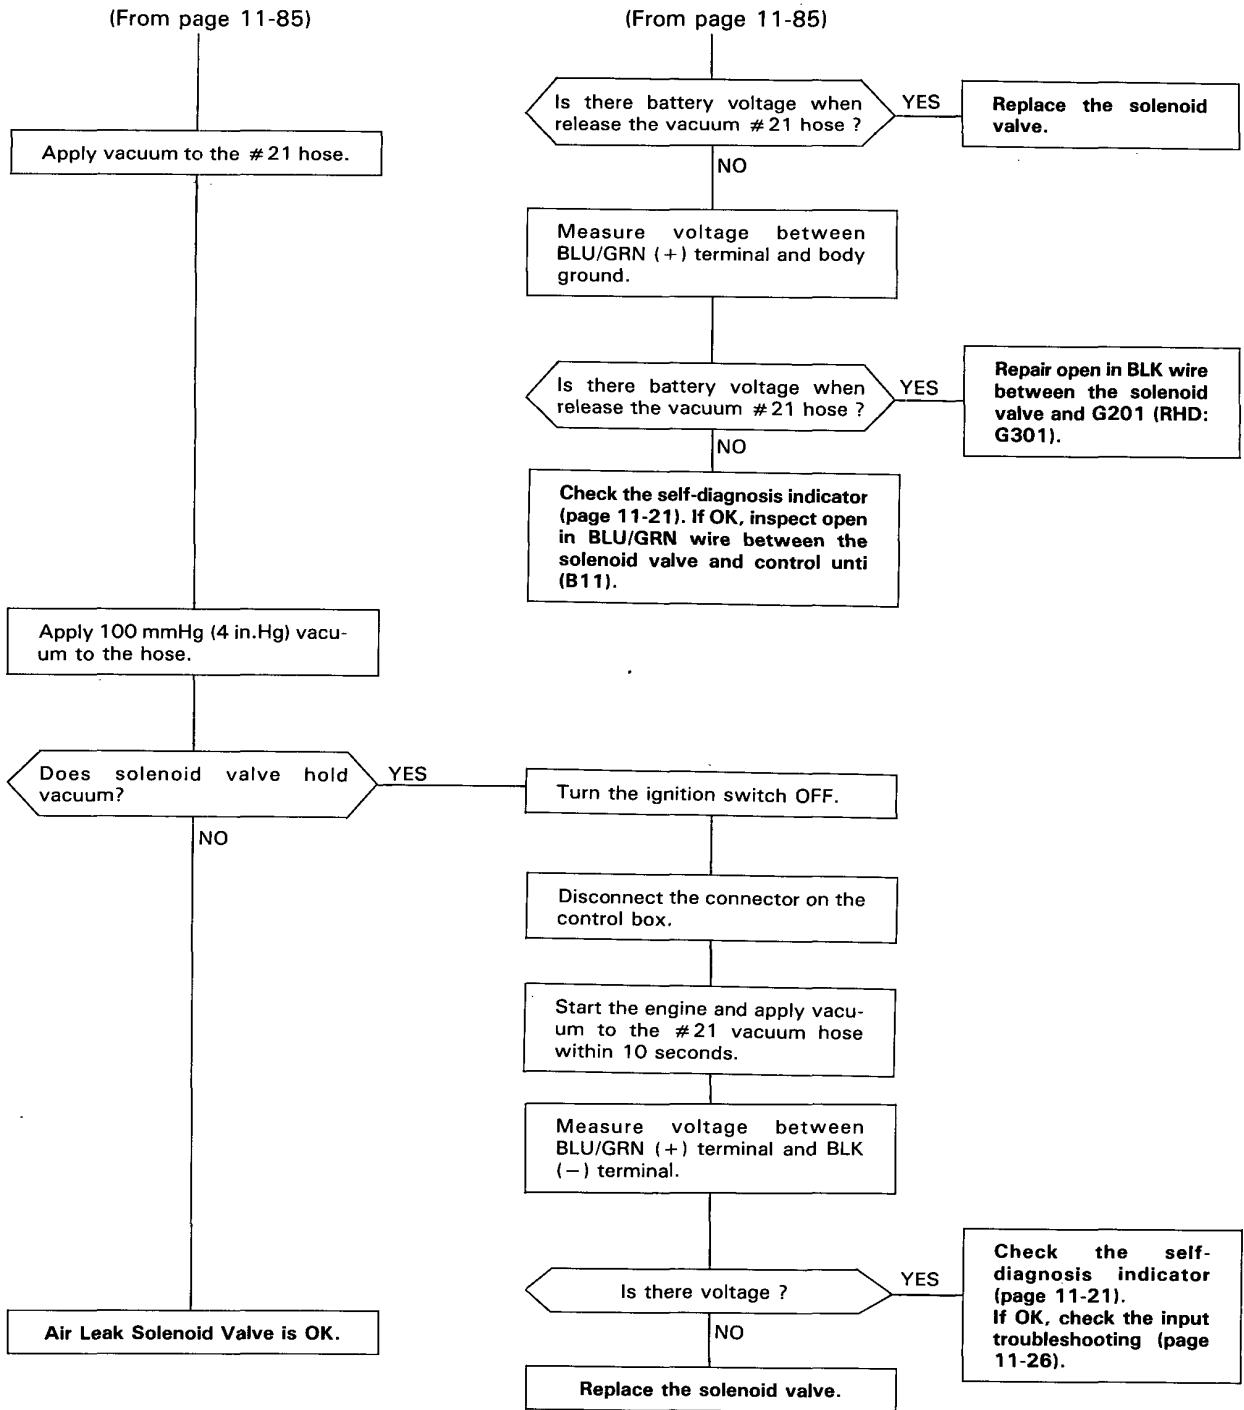 (From page 11-85)
Apply vacuum to the #21 hose.
Apply 100 mmHg (4 in.Hg) vacu-
um to the hose.
Does solenoid valve hold
vacuum?
YES
NO
Air Leak Solenoid Valve is OK.
(From page 11-85)
Is there battery voltage when
release the vacuum #21 hose ?
YES
Replace the solenoid
valve.
NO
Measure voltage between
BLU/GRN (+) terminal and body
ground.
Is there battery voltage when
release the vacuum #21 hose ?
YES
Repair open in BLK wire
between the solenoid
valve and G201 (RHD:
G301).
NO
Check the self-diagnosis indicator
(page 11-21). If OK, inspect open
in BLU/GRN wire between the
solenoid valve and control unti
(B11).
Turn the ignition switch OFF.
Disconnect the connector on the
control box.
Start the engine and apply vacu-
um to the #21 vacuum hose
within 10 seconds.
Measure voltage between
BLU/GRN (+) terminal and BLK
(−) terminal.
Is there voltage ?
YES
Check the self-
diagnosis indicator
(page 11-21).
If OK, check the input
troubleshooting (page
11-26).
NO
Replace the solenoid valve.